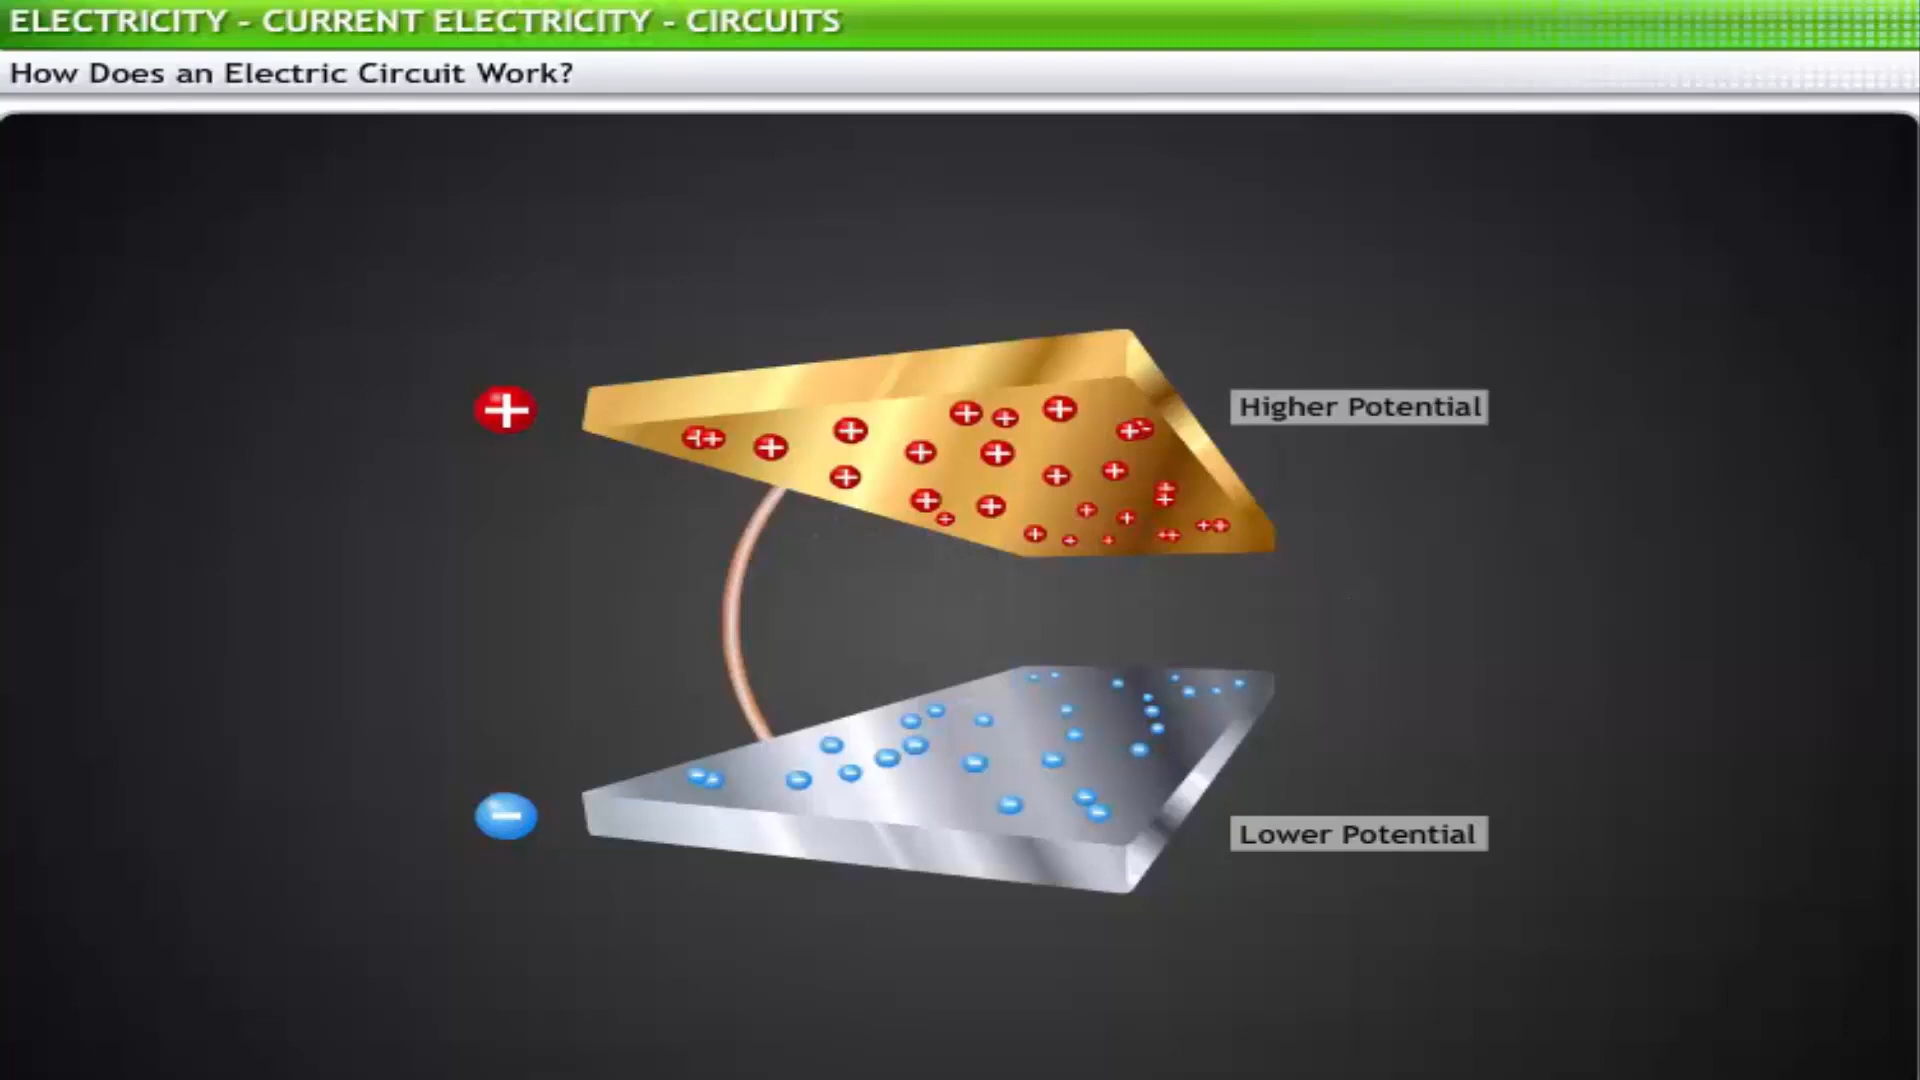 ELECTRICITY - CURRENT ELECTRICITY - CIRCUITS
How Does an Electric Circuit Work?
Higher Potential
Lower Potential